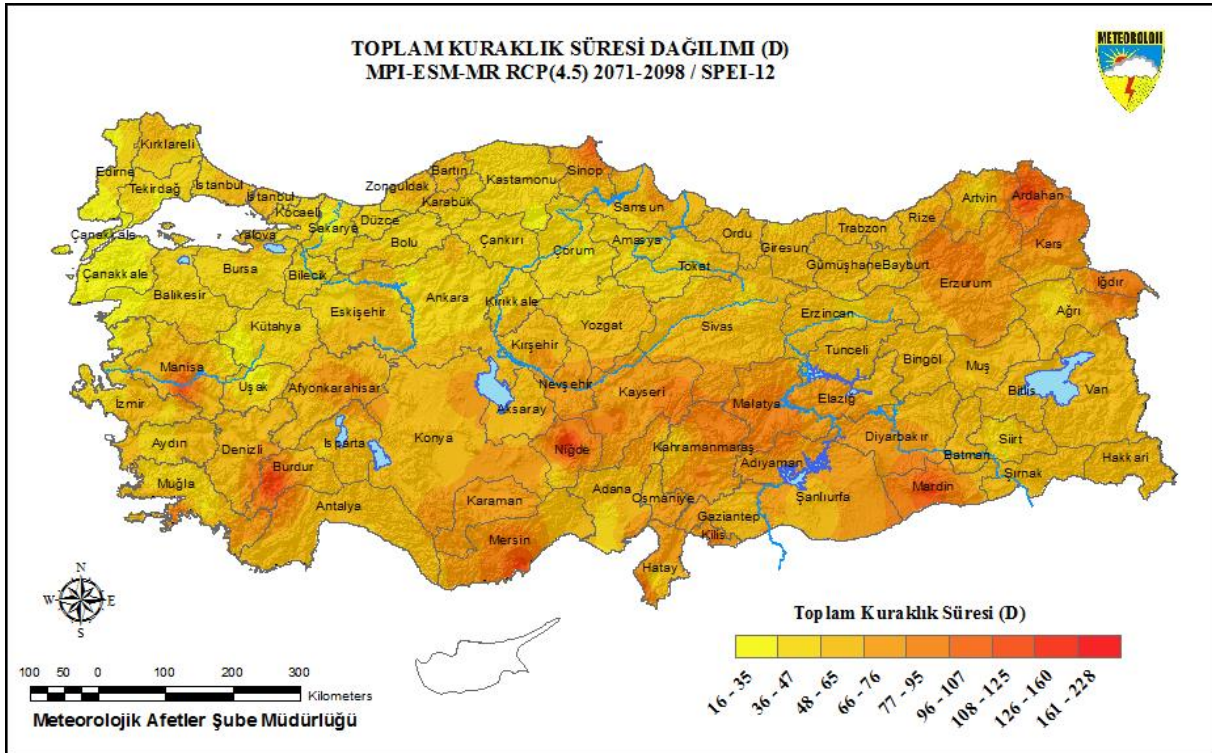 TOPLAM KURAKLIK SÜRESİ DAĞILIMI (D)
MPI-ESM-MR RCP(4.5) 2071-2098 / SPEI-12
METEOROLOJI
Kırklareli
Edirne
Tekirdağ
İstanbul
İstanbul
Kocaeli
Sakarya
Yalova
Çanakkale
Çanakkale
Balıkesir
Bursa
Bilecik
Düzce
Bolu
Zonguldak
Bartın
Karabük
Kastamonu
Sinop
Samsun
Çankırı
Çorum
Amasya
Tokat
Ordu
Giresun
Trabzon
Rize
Artvin
Ardahan
Kars
Gümüşhane
Bayburt
Erzurum
Iğdır
Ağrı
Erzincan
Eskişehir
Ankara
Kırıkkale
Yozgat
Sivas
Kütahya
Kırşehir
Tunceli
Bingöl
Muş
Manisa
Uşak
Afyonkarahisar
Nevşehir
Kayseri
Malatya
Elazığ
Bitlis
Van
İzmir
Aksaray
Aydın
Denizli
Isparta
Konya
Niğde
Kahramanmaraş
Diyarbakır
Batman
Siirt
Burdur
Adıyaman
Şırnak
Hakkari
Muğla
Antalya
Karaman
Adana
Osmaniye
Şanlıurfa
Mardin
Gaziantep
Kilis
Mersin
Hatay
N
W
E
S
Toplam Kuraklık Süresi (D)
16 - 35
36 - 47
48 - 65
66 - 76
77 - 95
96 - 107
108 - 125
126 - 160
161 - 228
100 50 0 100 200 300
Kilometers
Meteorolojik Afetler Şube Müdürlüğü